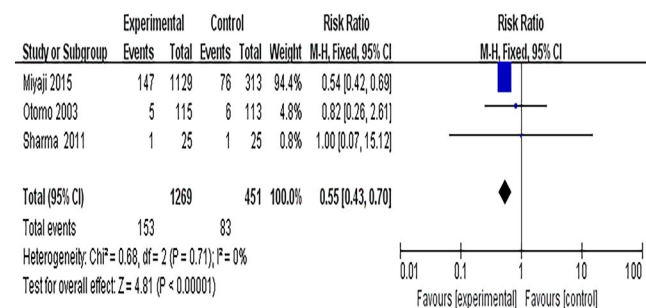 Experimental Control Risk Ratio Risk Ratio
Study or Subgroup Events Total Events Total Weight M-H, Fixed, 95% CI M-H, Fixed, 95% CI
Miyaji 2015 147 1129 76 313 94.4% 0.54 [0.42, 0.69]
Otomo 2003 5 115 6 113 4.8% 0.82 [0.26, 2.61]
Sharma 2011 1 25 1 25 0.8% 1.00 [0.07, 15.12]
Total (95% CI) 1269 451 100.0% 0.55 [0.43, 0.70]
Total events 153 83
Heterogeneity: Chi² = 0.68, df = 2 (P = 0.71); I² = 0%
Test for overall effect: Z = 4.81 (P < 0.00001)
0.01 0.1 1 10 100
Favours [experimental] Favours [control]